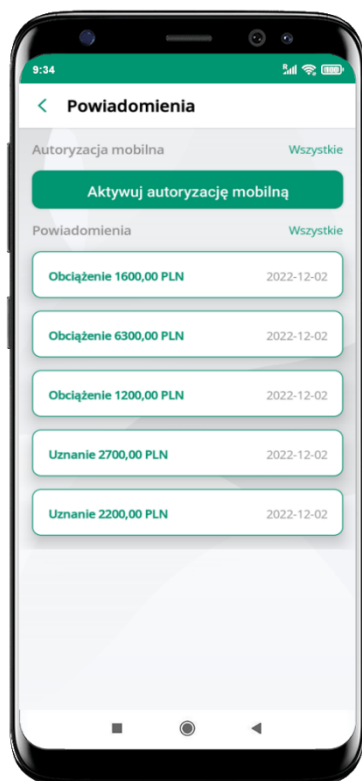 9:34
Powiadomienia
Autoryzacja mobilna Wszystkie
Aktywuj autoryzację mobilną
Powiadomienia Wszystkie
Obciążenie 1600,00 PLN 2022-12-02
Obciążenie 6300,00 PLN 2022-12-02
Obciążenie 1200,00 PLN 2022-12-02
Uznanie 2700,00 PLN 2022-12-02
Uznanie 2200,00 PLN 2022-12-02